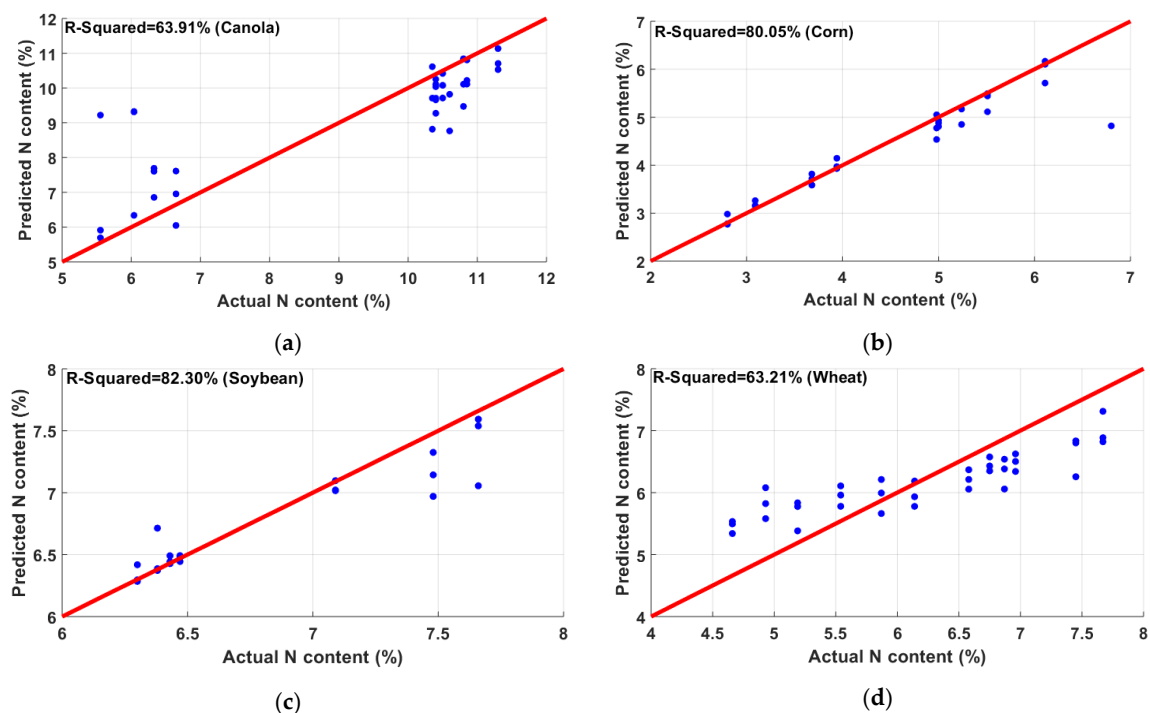 R-Squared=63.91% (Canola)
Predicted N content (%)
12
11
10
9
8
7
6
5
5 6 7 8 9 10 11 12
Actual N content (%)
(a)
R-Squared=80.05% (Corn)
Predicted N content (%)
7
6
5
4
3
2
2 3 4 5 6 7
Actual N content (%)
(b)
R-Squared=82.30% (Soybean)
Predicted N content (%)
8
7.5
7
6.5
6
6 6.5 7 7.5 8
Actual N content (%)
(c)
R-Squared=63.21% (Wheat)
Predicted N content (%)
8
7
6
5
4
4 4.5 5 5.5 6 6.5 7 7.5 8
Actual N content (%)
(d)